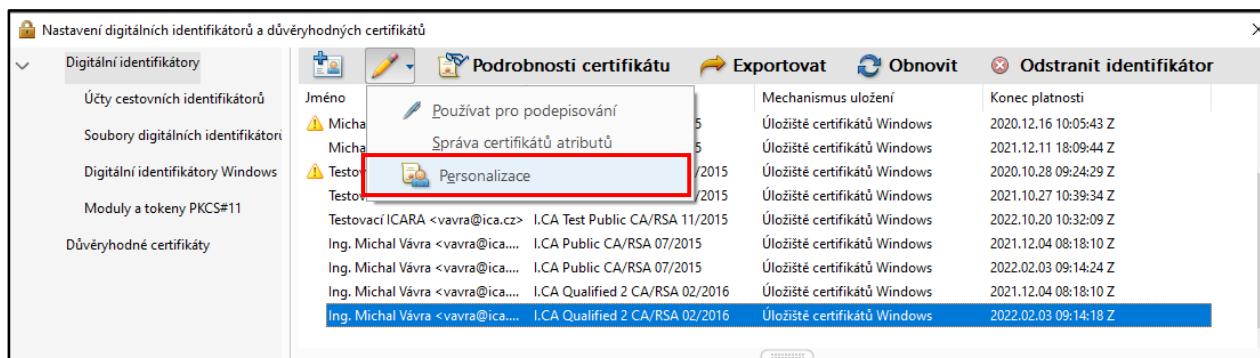 Nastavení digitálních identifikátorů a důvěryhodných certifikátů
Digitální identifikátory
Účty cestovních identifikátorů
Soubory digitálních identifikátorů
Digitální identifikátory Windows
Moduly a tokeny PKCS#11
Důvěryhodné certifikáty
Podrobnosti certifikátu Exportovat Obnovit Odstranit identifikátor
Jméno Mechanismus uložení Konec platnosti
Používat pro podepisování
Správa certifikátů atributů
Personalizace
Micha 5 Úložiště certifikátů Windows 2020.12.16 10:05:43 Z
Micha 5 Úložiště certifikátů Windows 2021.12.11 18:09:44 Z
Testov /2015 Úložiště certifikátů Windows 2020.10.28 09:24:29 Z
Testov /2015 Úložiště certifikátů Windows 2021.10.27 10:39:34 Z
Testovací ICARA <vavra@ica.cz> I.CA Test Public CA/RSA 11/2015 Úložiště certifikátů Windows 2022.10.20 10:32:09 Z
Ing. Michal Vávra <vavra@ica.... I.CA Public CA/RSA 07/2015 Úložiště certifikátů Windows 2021.12.04 08:18:10 Z
Ing. Michal Vávra <vavra@ica.... I.CA Public CA/RSA 07/2015 Úložiště certifikátů Windows 2022.02.03 09:14:24 Z
Ing. Michal Vávra <vavra@ica.... I.CA Qualified 2 CA/RSA 02/2016 Úložiště certifikátů Windows 2021.12.04 08:18:10 Z
Ing. Michal Vávra <vavra@ica.... I.CA Qualified 2 CA/RSA 02/2016 Úložiště certifikátů Windows 2022.02.03 09:14:18 Z